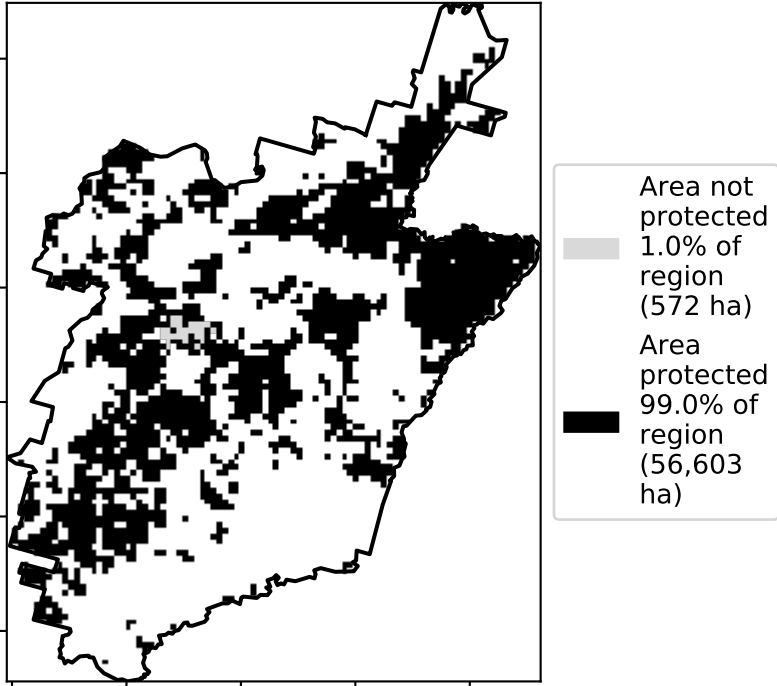 Area not
protected
1.0% of
region
(572 ha)
Area
protected
99.0% of
region
(56,603
ha)